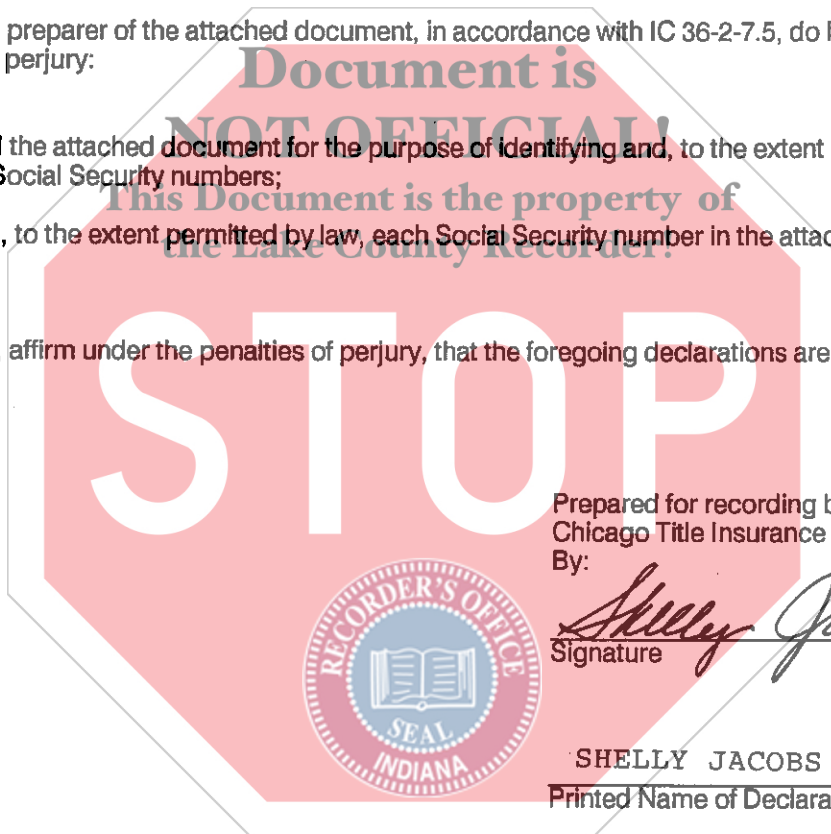 preparer of the attached document, in accordance with IC 36-2-7.5, do
perjury:
Document is
NOT OFFICIAL!
the attached document for the purpose of identifying and, to the extent
Social Security numbers;
This Document is the property of
, to the extent permitted by law, each Social Security number in the attac
the Lake County Recorder!
affirm under the penalties of perjury, that the foregoing declarations are
STOP
Prepared for recording b
Chicago Title Insurance
By:
Shelly
Signature
RECORDER'S OFFICE
SEAL
INDIANA
SHELLY JACOBS
Printed Name of Declara